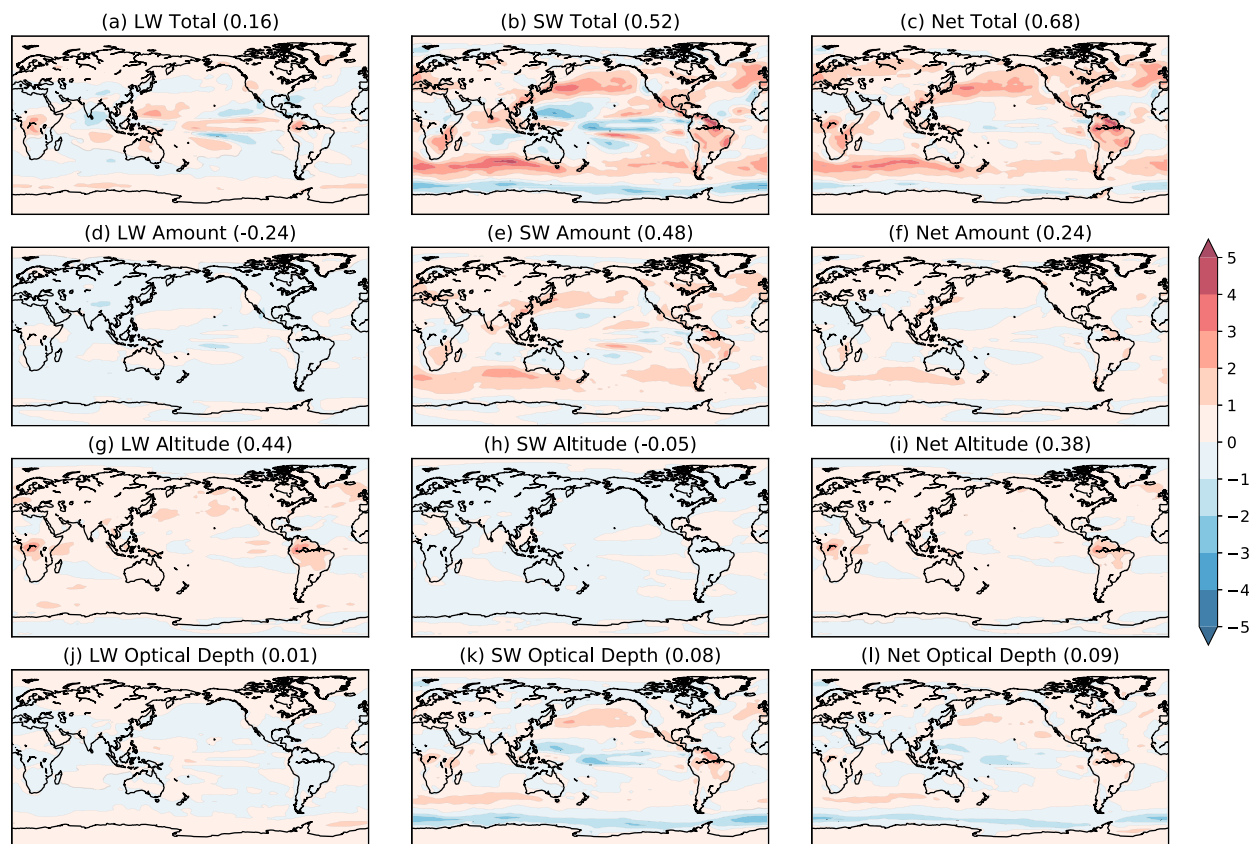 (a) LW Total (0.16)
(b) SW Total (0.52)
(c) Net Total (0.68)
(d) LW Amount (-0.24)
(e) SW Amount (0.48)
(f) Net Amount (0.24)
(g) LW Altitude (0.44)
(h) SW Altitude (-0.05)
(i) Net Altitude (0.38)
(j) LW Optical Depth (0.01)
(k) SW Optical Depth (0.08)
(l) Net Optical Depth (0.09)
5
4
3
2
1
0
−1
−2
−3
−4
−5